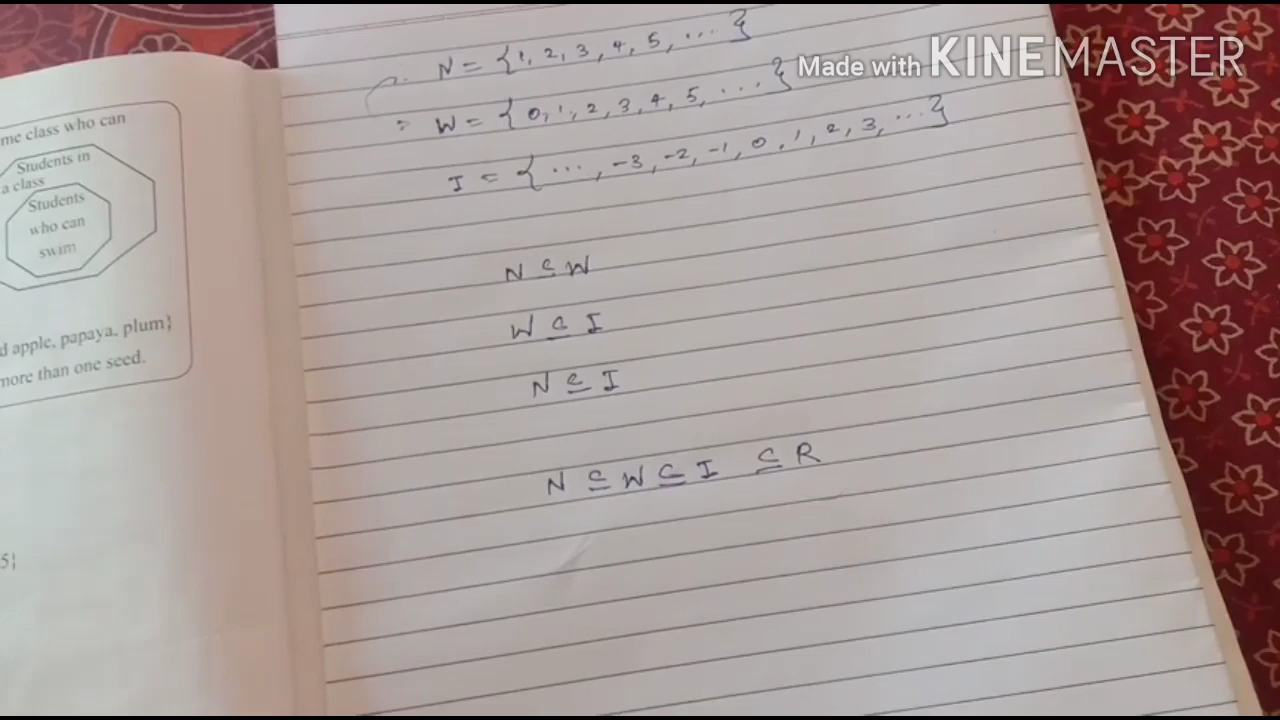 me class who can
Students in
a class
Students
who can
swim
d apple, papaya, plum}
more than one seed.
5}
Made with KINEMASTER
N = {1, 2, 3, 4, 5, ... }
W = {0, 1, 2, 3, 4, 5, ... }
I = { ..., -3, -2, -1, 0, 1, 2, 3, ... }
N ⊆ W
W ⊆ I
N ⊆ I
N ⊆ W ⊆ I ⊆ R